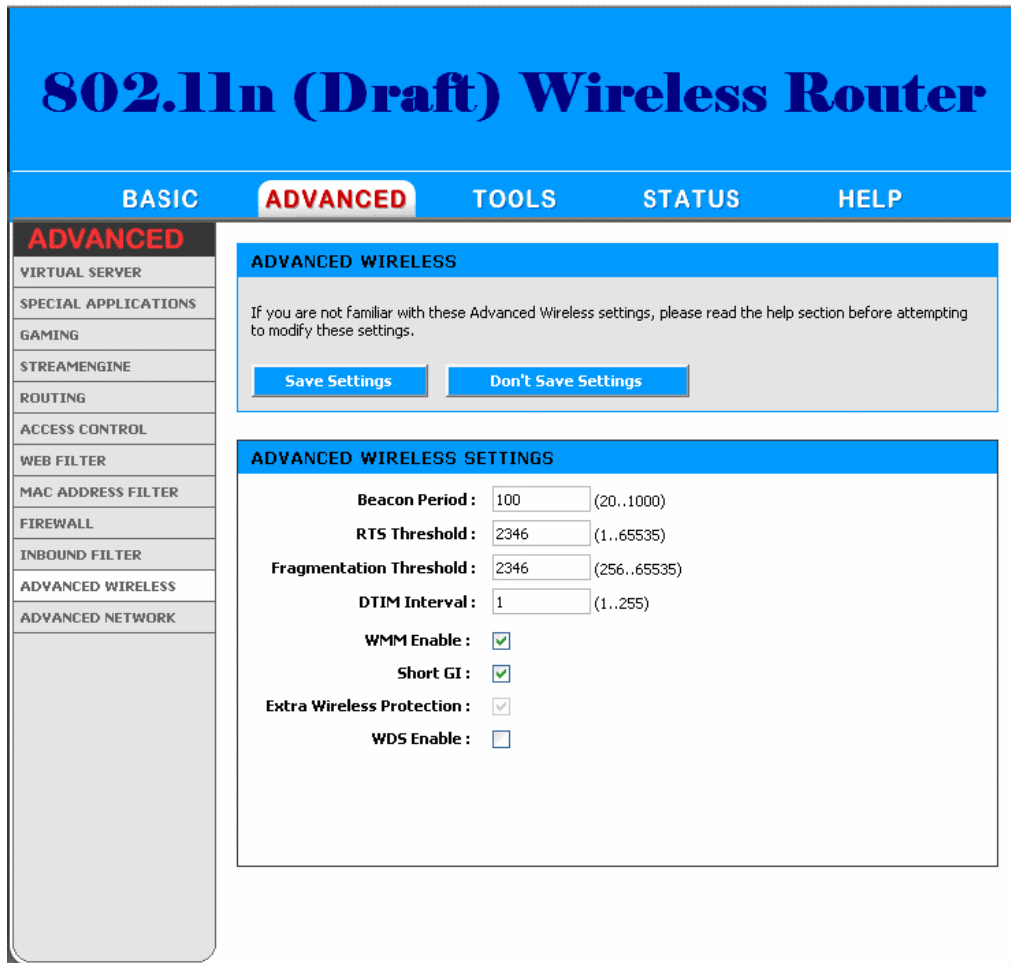 802.11n (Draft) Wireless Router
BASIC ADVANCED TOOLS STATUS HELP
ADVANCED
VIRTUAL SERVER
SPECIAL APPLICATIONS
GAMING
STREAMENGINE
ROUTING
ACCESS CONTROL
WEB FILTER
MAC ADDRESS FILTER
FIREWALL
INBOUND FILTER
ADVANCED WIRELESS
ADVANCED NETWORK
ADVANCED WIRELESS
If you are not familiar with these Advanced Wireless settings, please read the help section before attempting
to modify these settings.
Save Settings Don't Save Settings
ADVANCED WIRELESS SETTINGS
Beacon Period : 100 (20..1000)
RTS Threshold : 2346 (1..65535)
Fragmentation Threshold : 2346 (256..65535)
DTIM Interval : 1 (1..255)
WMM Enable :
Short GI :
Extra Wireless Protection :
WDS Enable :